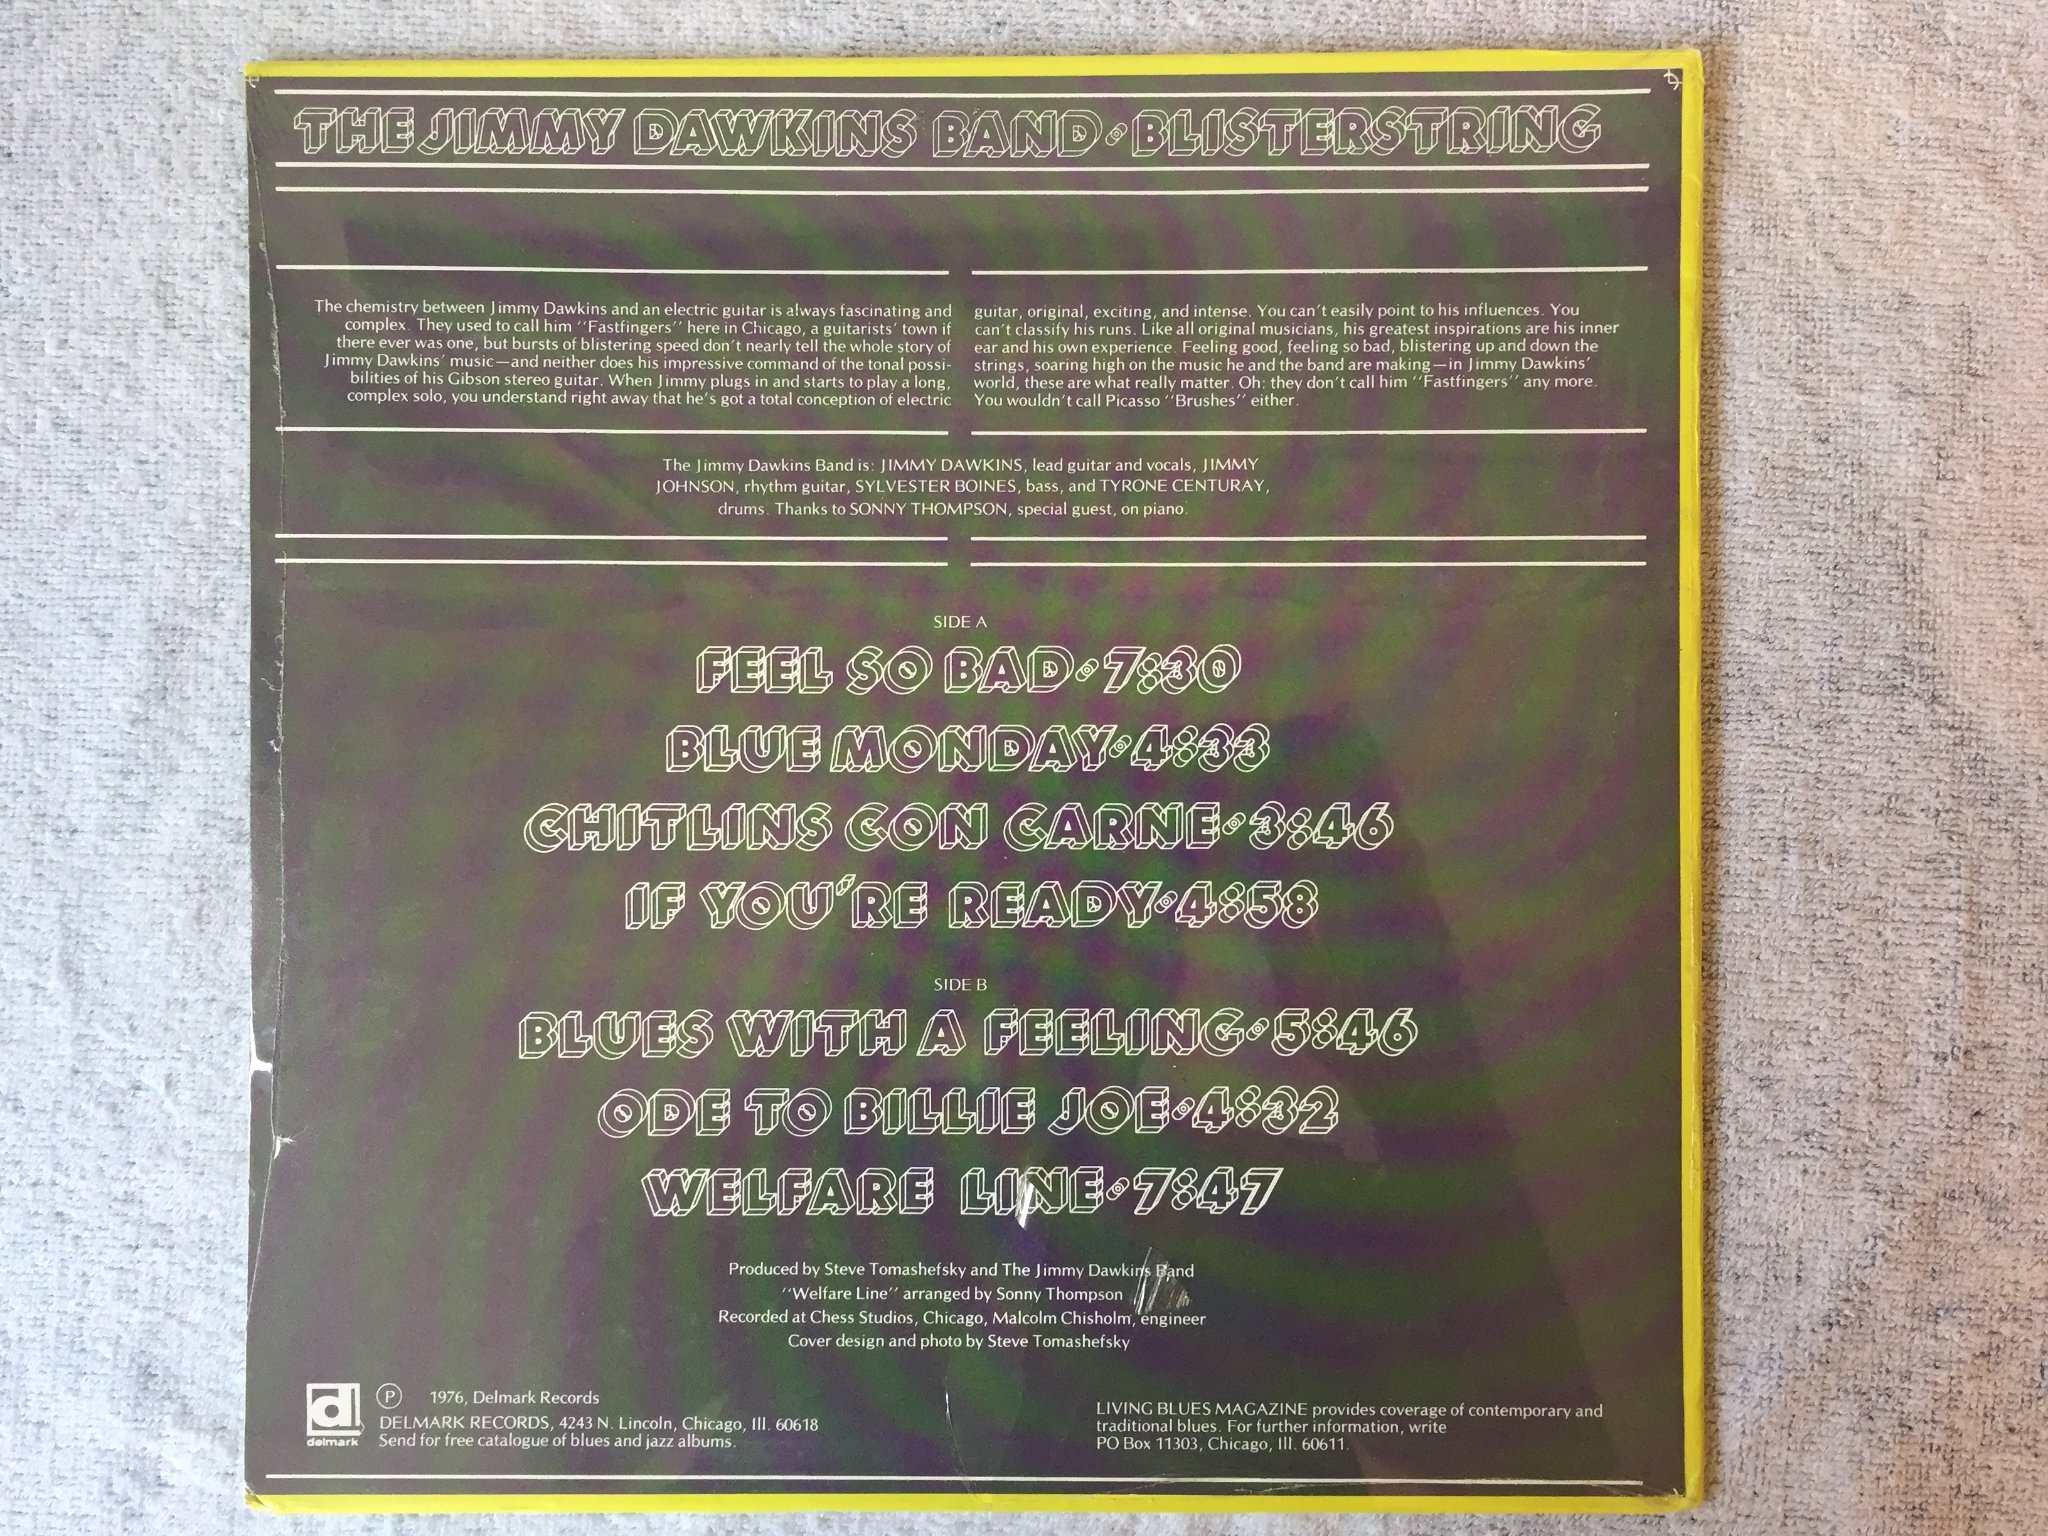 THE JIMMY DAWKINS BAND • BLISTERSTRING
The chemistry between Jimmy Dawkins and an electric guitar is always fascinating and
complex. They used to call him "Fastfingers" here in Chicago, a guitarists' town if
there ever was one, but bursts of blistering speed don't nearly tell the whole story of
Jimmy Dawkins' music—and neither does his impressive command of the tonal possi-
bilities of his Gibson stereo guitar. When Jimmy plugs in and starts to play a long,
complex solo, you understand right away that he's got a total conception of electric
guitar, original, exciting, and intense. You can't easily point to his influences. You
can't classify his runs. Like all original musicians, his greatest inspirations are his inner
ear and his own experience. Feeling good, feeling so bad, blistering up and down the
strings, soaring high on the music he and the band are making—in Jimmy Dawkins'
world, these are what really matter. Oh: they don't call him "Fastfingers" any more.
You wouldn't call Picasso "Brushes" either.
The Jimmy Dawkins Band is: JIMMY DAWKINS, lead guitar and vocals, JIMMY
JOHNSON, rhythm guitar, SYLVESTER BOINES, bass, and TYRONE CENTURAY,
drums. Thanks to SONNY THOMPSON, special guest, on piano.
SIDE A
FEEL SO BAD • 7:30
BLUE MONDAY • 4:33
CHITLINS CON CARNE • 3:46
IF YOU'RE READY • 4:58
SIDE B
BLUES WITH A FEELING • 5:46
ODE TO BILLIE JOE • 4:32
WELFARE LINE • 7:47
Produced by Steve Tomashefsky and The Jimmy Dawkins Band
"Welfare Line" arranged by Sonny Thompson
Recorded at Chess Studios, Chicago, Malcolm Chisholm, engineer
Cover design and photo by Steve Tomashefsky
d
delmark
Ⓟ 1976, Delmark Records
DELMARK RECORDS, 4243 N. Lincoln, Chicago, Ill. 60618
Send for free catalogue of blues and jazz albums.
LIVING BLUES MAGAZINE provides coverage of contemporary and
traditional blues. For further information, write
PO Box 11303, Chicago, Ill. 60611.